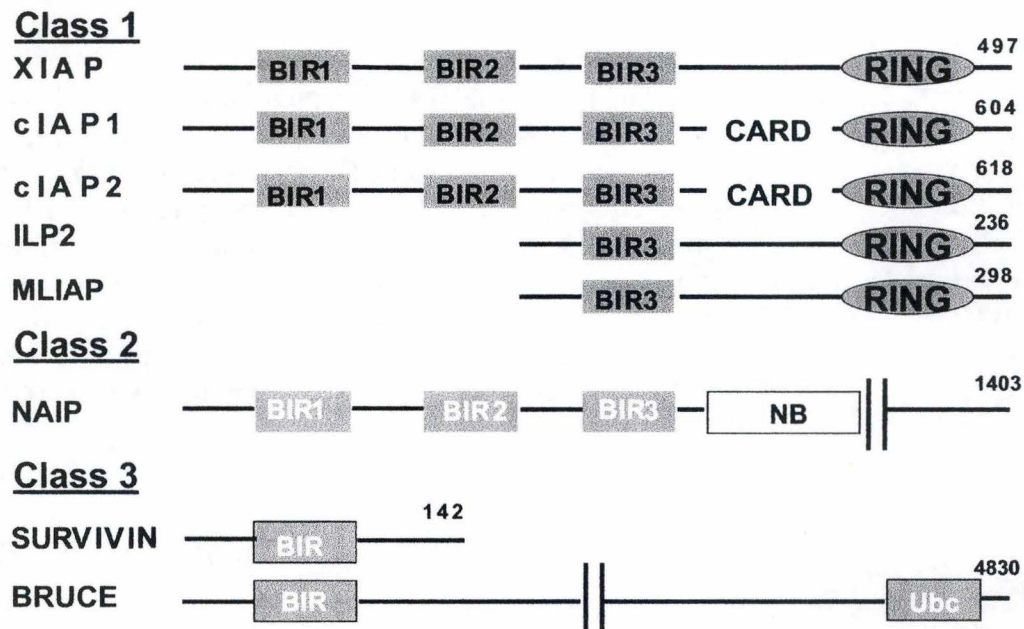 Class 1
XIAP BIR1 BIR2 BIR3 RING 497
cIAP1 BIR1 BIR2 BIR3 CARD RING 604
cIAP2 BIR1 BIR2 BIR3 CARD RING 618
ILP2 BIR3 RING 236
MLIAP BIR3 RING 298
Class 2
NAIP BIR1 BIR2 BIR3 NB 1403
Class 3
SURVIVIN BIR 142
BRUCE BIR Ubc 4830